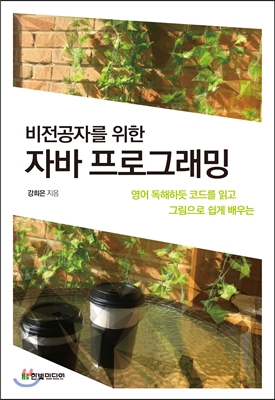 비전공자를 위한
자바 프로그래밍
강희은 지음
영어 독해하듯 코드를 읽고
그림으로 쉽게 배우는
한빛미디어